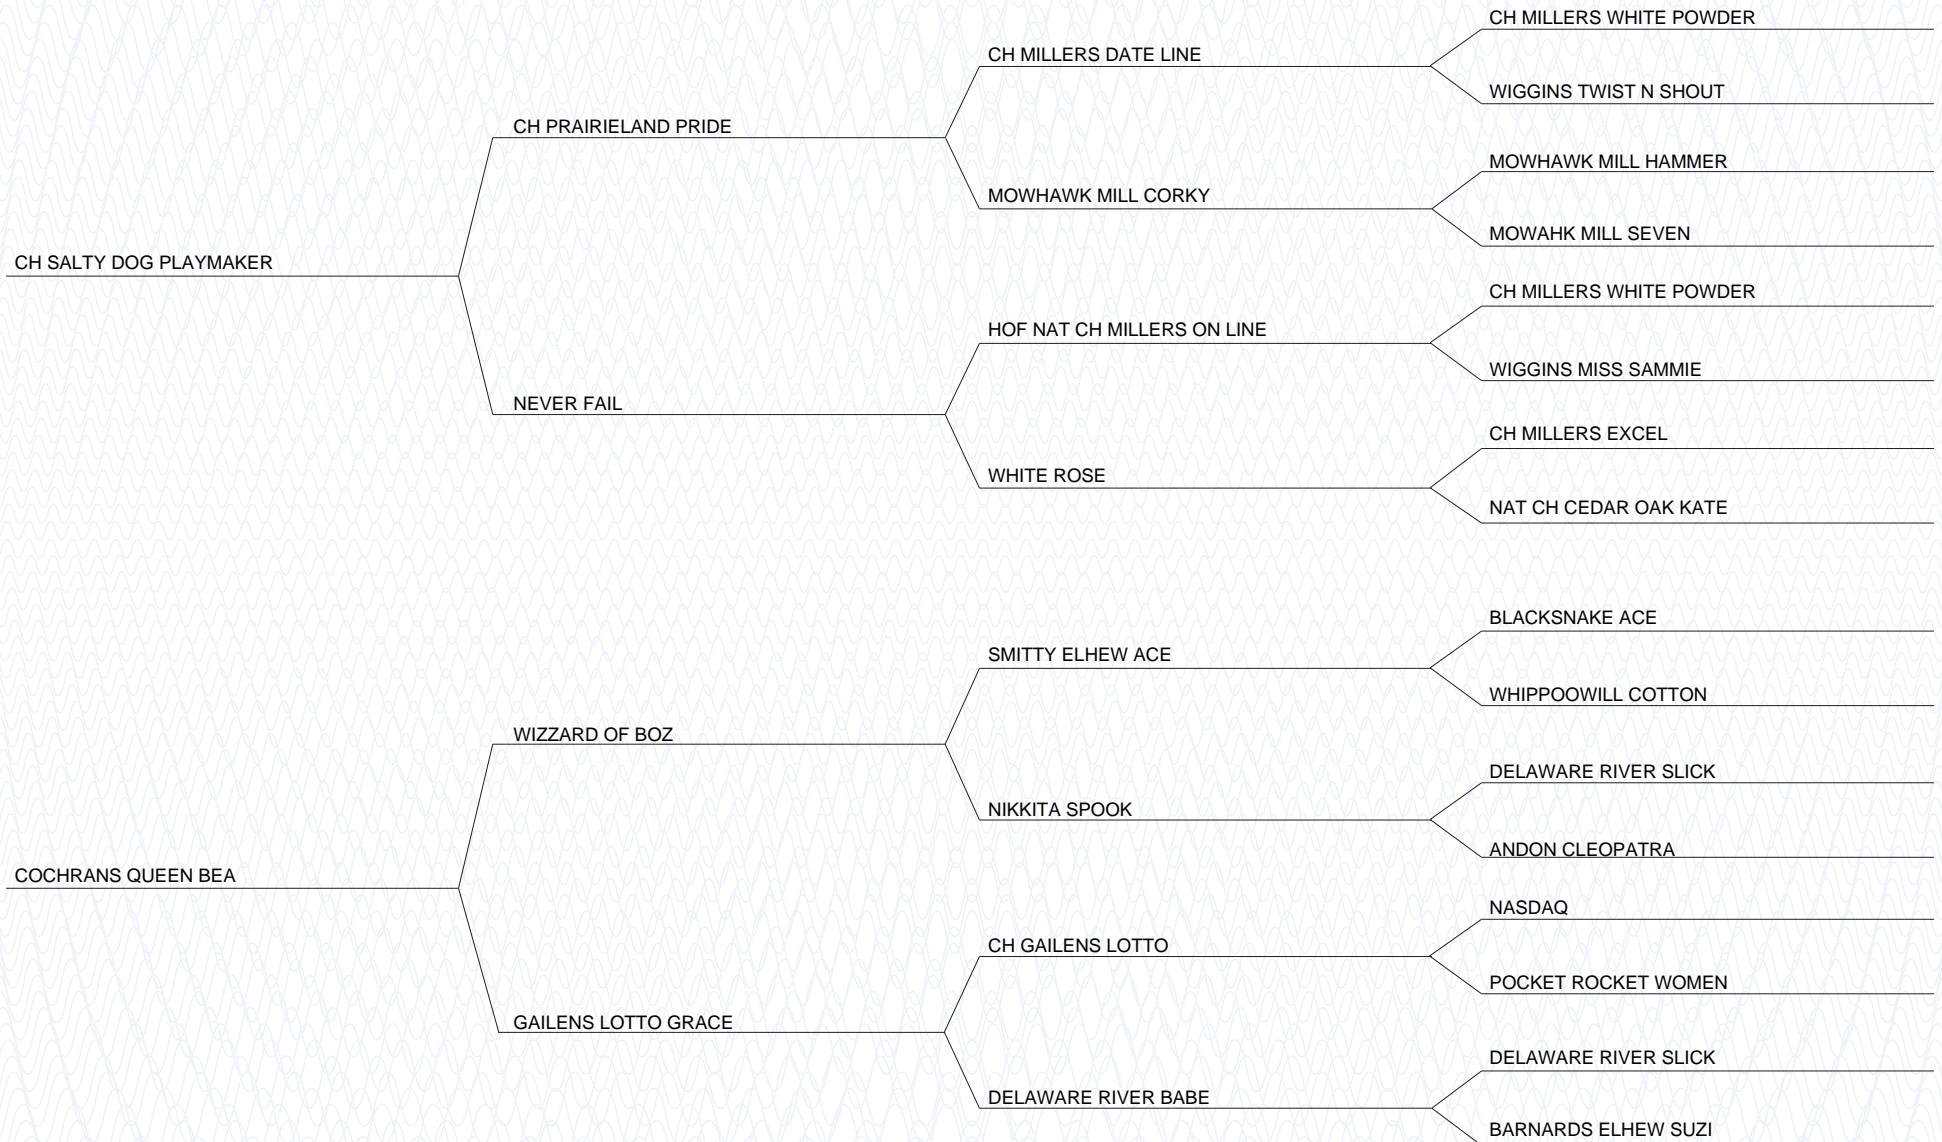 CH MILLERS WHITE POWDER
CH MILLERS DATE LINE
WIGGINS TWIST N SHOUT
CH PRAIRIELAND PRIDE
MOWHAWK MILL HAMMER
MOWHAWK MILL CORKY
MOWAHK MILL SEVEN
CH SALTY DOG PLAYMAKER
CH MILLERS WHITE POWDER
HOF NAT CH MILLERS ON LINE
WIGGINS MISS SAMMIE
NEVER FAIL
CH MILLERS EXCEL
WHITE ROSE
NAT CH CEDAR OAK KATE
BLACKSNAKE ACE
SMITTY ELHEW ACE
WHIPPOOWILL COTTON
WIZZARD OF BOZ
DELAWARE RIVER SLICK
NIKKITA SPOOK
ANDON CLEOPATRA
COCHRANS QUEEN BEA
NASDAQ
CH GAILENS LOTTO
POCKET ROCKET WOMEN
GAILENS LOTTO GRACE
DELAWARE RIVER SLICK
DELAWARE RIVER BABE
BARNARDS ELHEW SUZI